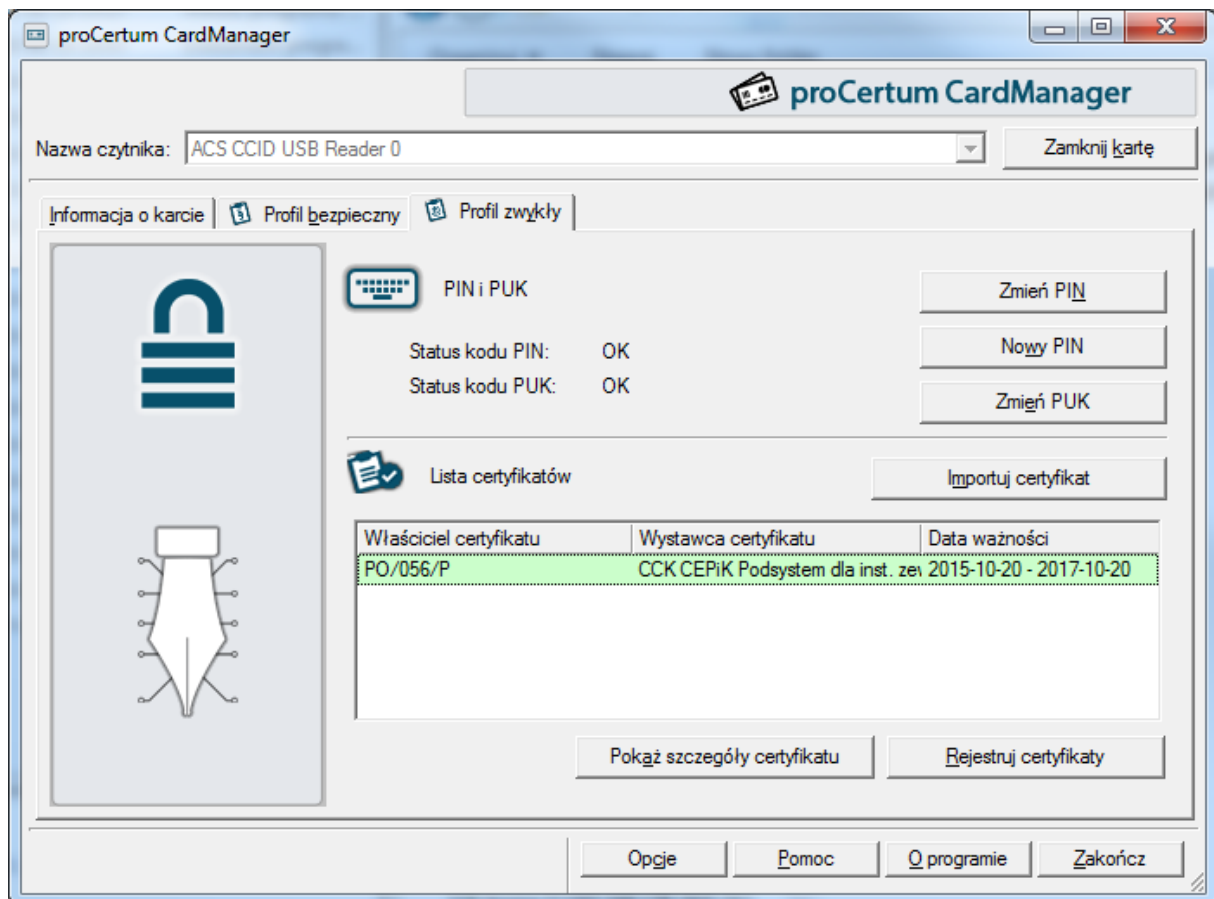 proCertum CardManager
proCertum CardManager
Nazwa czytnika: ACS CCID USB Reader 0 Zamknij kartę
Informacja o karcie Profil bezpieczny Profil zwykły
PIN i PUK Zmień PIN
Status kodu PIN: OK Nowy PIN
Status kodu PUK: OK Zmień PUK
Lista certyfikatów Importuj certyfikat
Właściciel certyfikatu Wystawca certyfikatu Data ważności
PO/056/P CCK CEPiK Podsystem dla inst. zew 2015-10-20 - 2017-10-20
Pokaż szczegóły certyfikatu Rejestruj certyfikaty
Opcje Pomoc O programie Zakończ